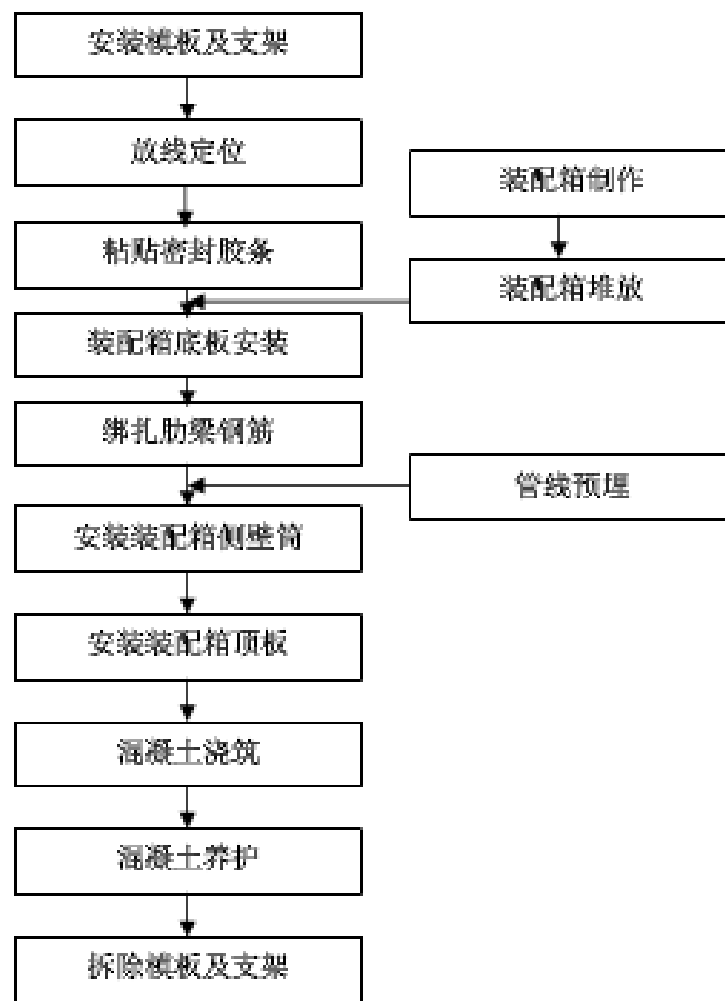 安装模板及支架
放线定位
装配箱制作
粘贴密封胶条
装配箱堆放
装配箱底板安装
绑扎肋梁钢筋
管线预埋
安装装配箱侧壁筒
安装装配箱顶板
混凝土浇筑
混凝土养护
拆除模板及支架